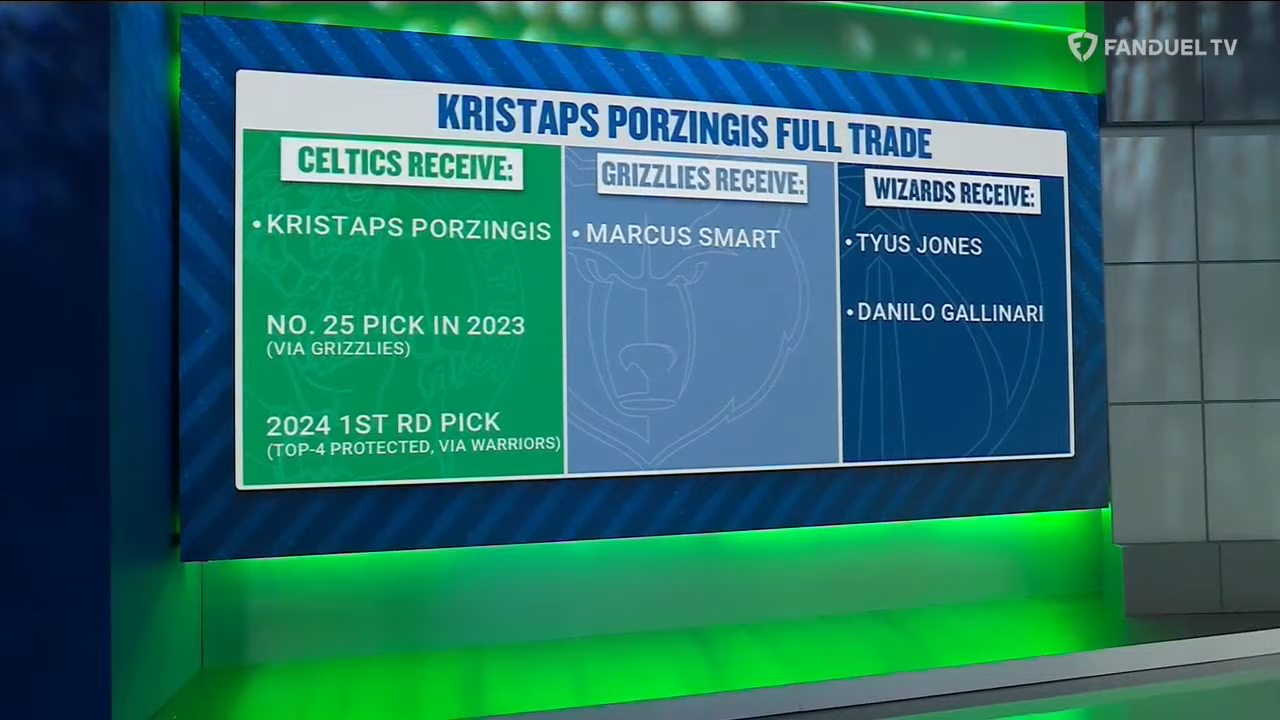 FANDUEL TV
KRISTAPS PORZINGIS FULL TRADE
CELTICS RECEIVE:
• KRISTAPS PORZINGIS
NO. 25 PICK IN 2023
(VIA GRIZZLIES)
2024 1ST RD PICK
(TOP-4 PROTECTED, VIA WARRIORS)
GRIZZLIES RECEIVE:
• MARCUS SMART
WIZARDS RECEIVE:
• TYUS JONES
• DANILO GALLINARI